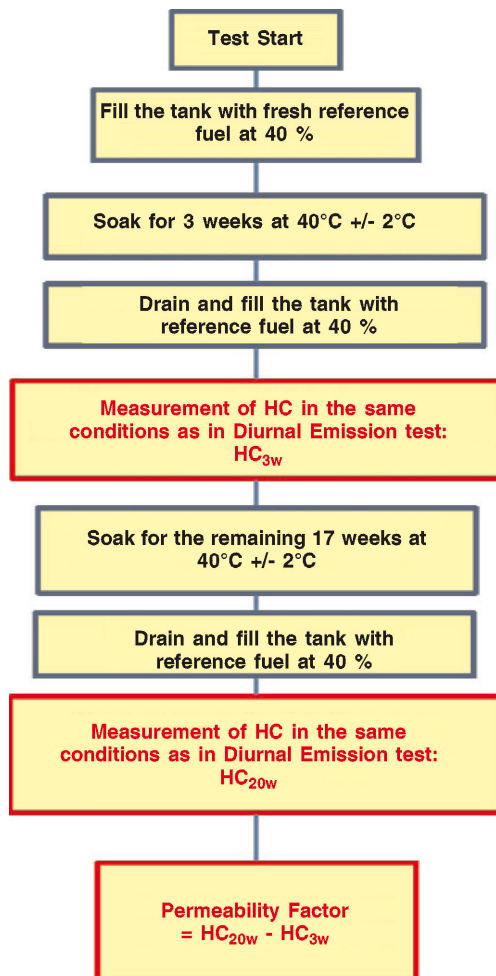 Test Start
Fill the tank with fresh reference
fuel at 40 %
Soak for 3 weeks at 40°C +/- 2°C
Drain and fill the tank with
reference fuel at 40 %
Measurement of HC in the same
conditions as in Diurnal Emission test:
HC3w
Soak for the remaining 17 weeks at
40°C +/- 2°C
Drain and fill the tank with
reference fuel at 40 %
Measurement of HC in the same
conditions as in Diurnal Emission test:
HC20w
Permeability Factor
= HC20w - HC3w